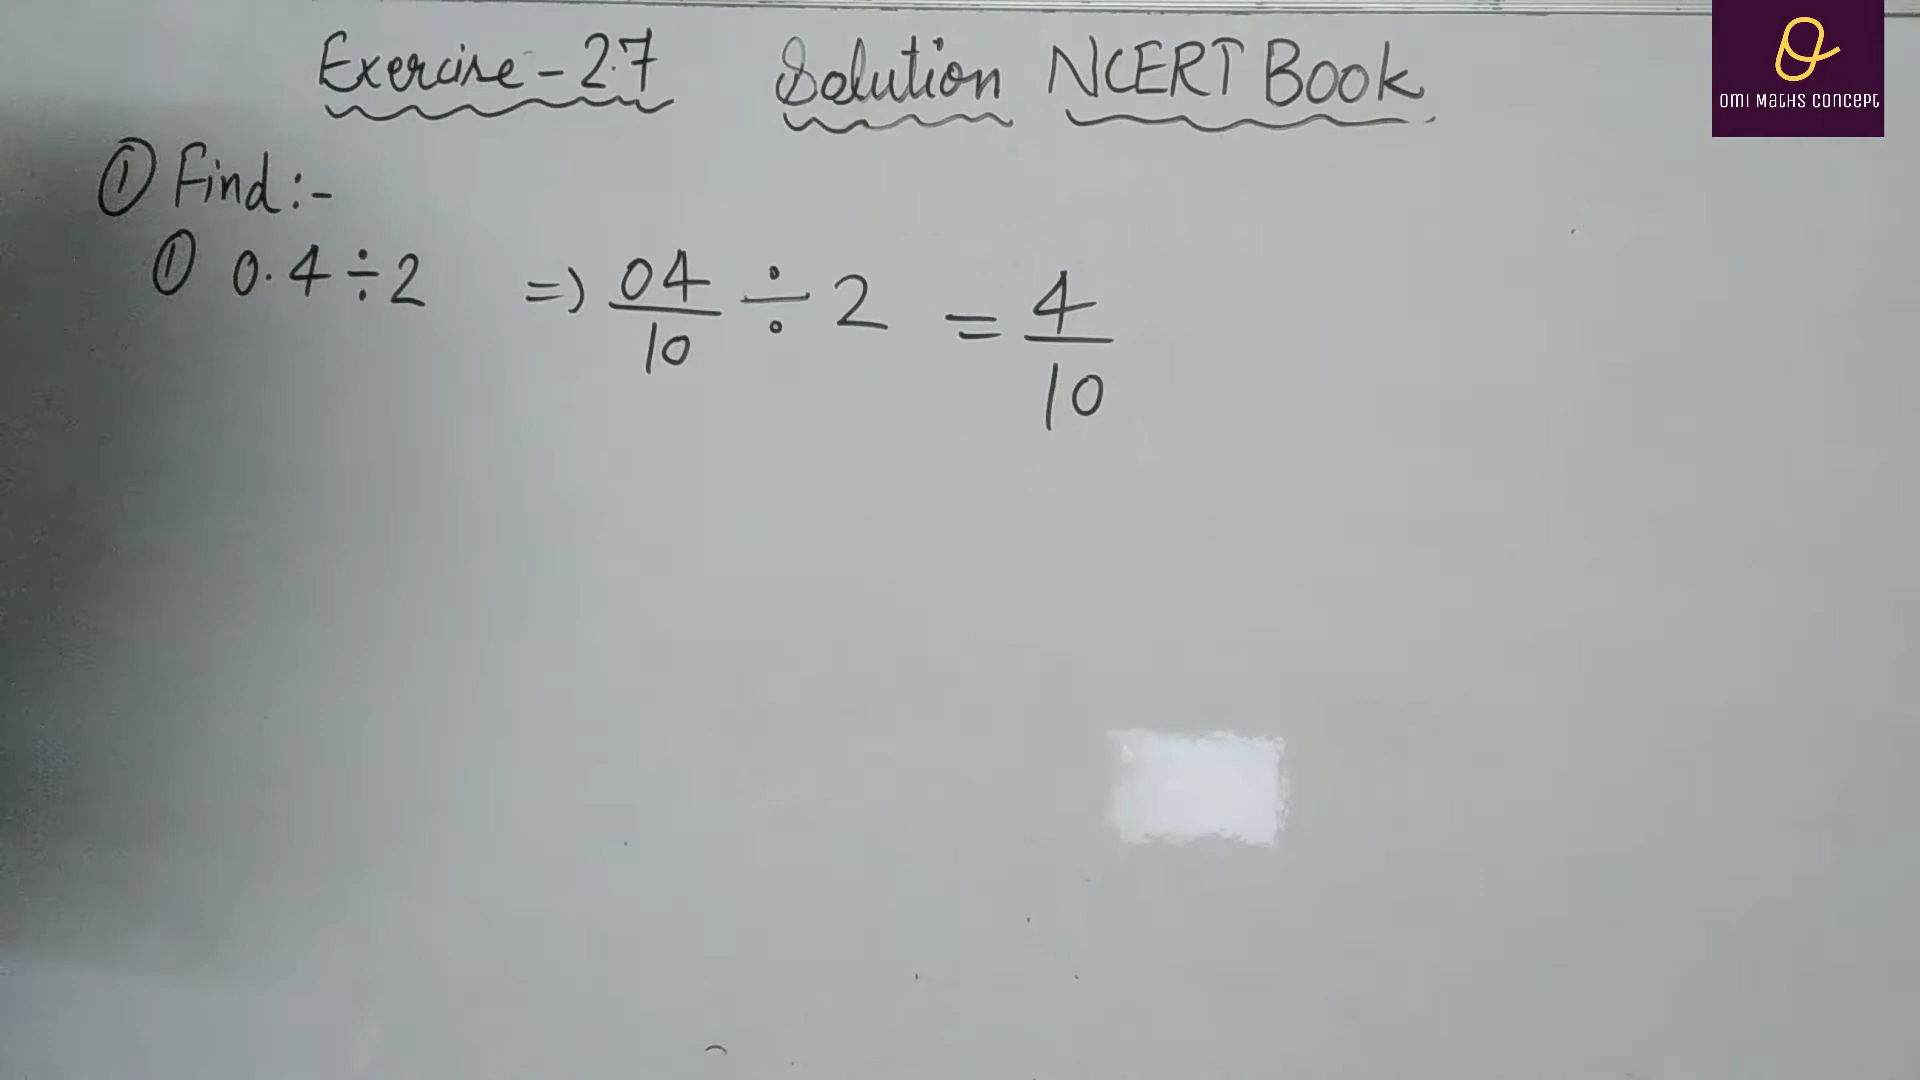 Exercise - 2.7 Solution NCERT Book
OMI MATHS CONCEPT
① Find :-
① 0.4 ÷ 2 ⇒ 04/10 ÷ 2 = 4/10